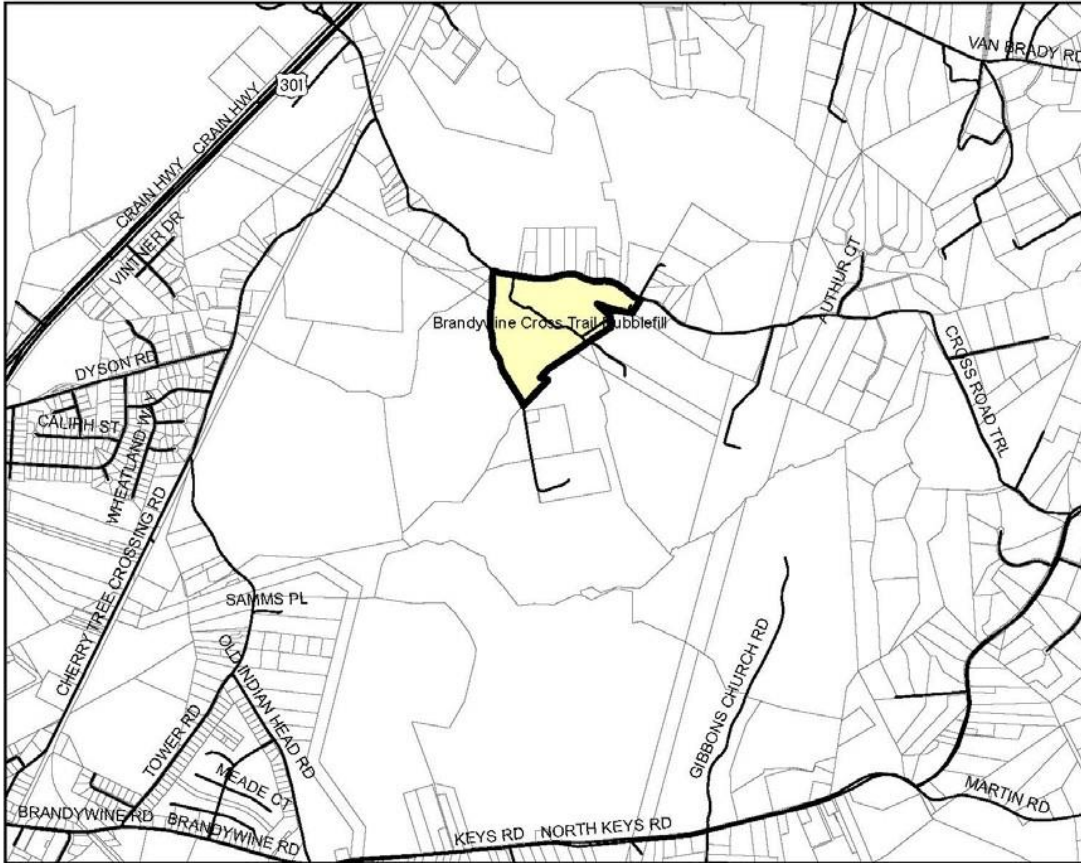 VAN BRADY RD
301
CRAIN HWY
CRAIN HWY
VINTNER DR
AUTHUR CT
Brandywine Cross Trail Rubblefill
DYSON RD
CROSS ROAD TRL
CALIPH ST
WHEATLAND WAY
CHERRY TREE CROSSING RD
SAMMS PL
OLD INDIAN HEAD RD
GIBBONS CHURCH RD
TOWER RD
MEADE CT
MARTIN RD
BRANDYWINE RD
BRANDYWINE RD
KEYS RD
NORTH KEYS RD